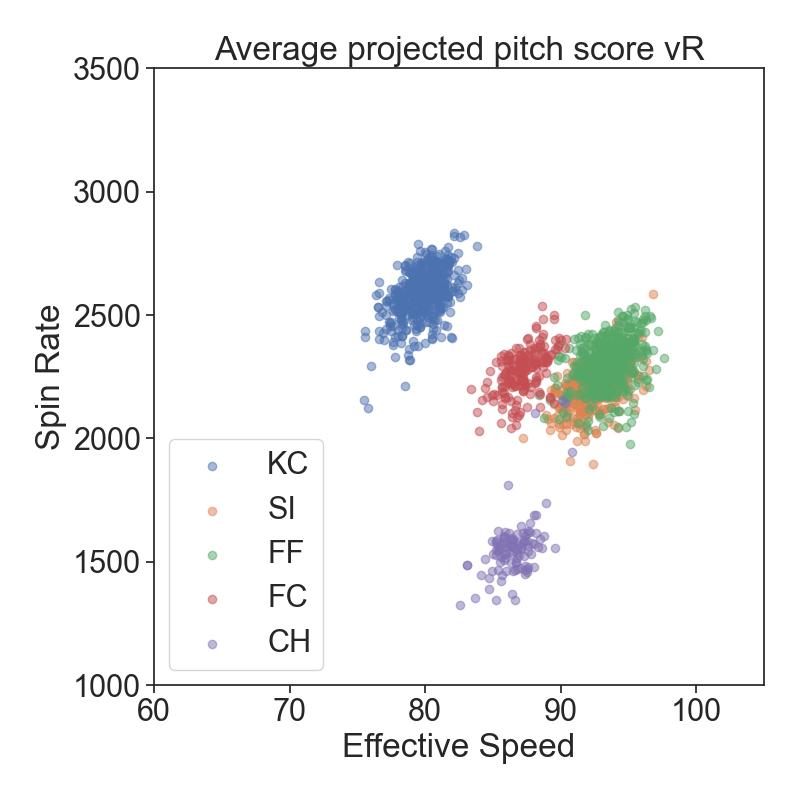 Average projected pitch score vR
3500
3000
2500
2000
1500
1000
Spin Rate
KC
SI
FF
FC
CH
60 70 80 90 100
Effective Speed